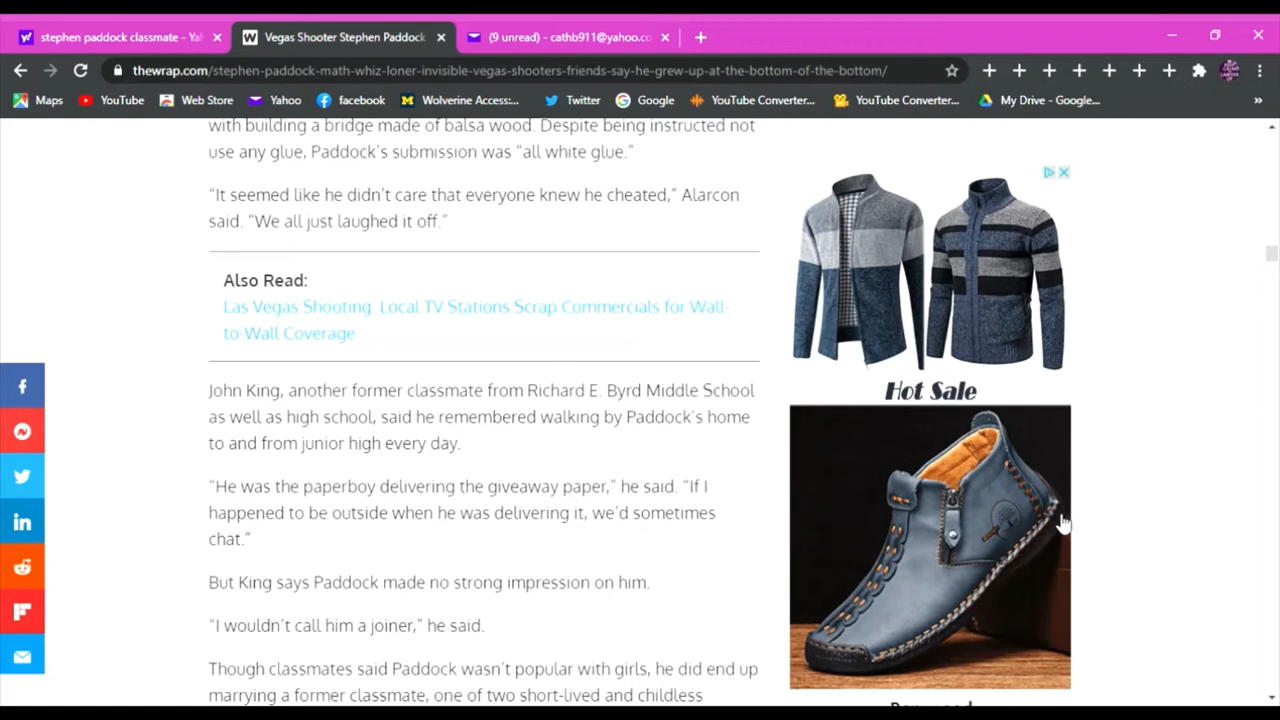 stephen paddock classmate - Ya
Vegas Shooter Stephen Paddock
(9 unread) - cathb911@yahoo.co
thewrap.com/stephen-paddock-math-whiz-loner-invisible-vegas-shooters-friends-say-he-grew-up-at-the-bottom-of-the-bottom/
Maps YouTube Web Store Yahoo facebook Wolverine Access:... Twitter Google YouTube Converter... YouTube Converter... My Drive - Google... »
with building a bridge made of balsa wood. Despite being instructed not
use any glue, Paddock's submission was “all white glue.”
“It seemed like he didn't care that everyone knew he cheated,” Alarcon
said. “We all just laughed it off.”
Also Read:
Las Vegas Shooting: Local TV Stations Scrap Commercials for Wall-
to-Wall Coverage
Hot Sale
John King, another former classmate from Richard E. Byrd Middle School
as well as high school, said he remembered walking by Paddock's home
to and from junior high every day.
“He was the paperboy delivering the giveaway paper,” he said. “If I
happened to be outside when he was delivering it, we'd sometimes
chat.”
But King says Paddock made no strong impression on him.
“I wouldn't call him a joiner,” he said.
Though classmates said Paddock wasn't popular with girls, he did end up
marrying a former classmate, one of two short-lived and childless